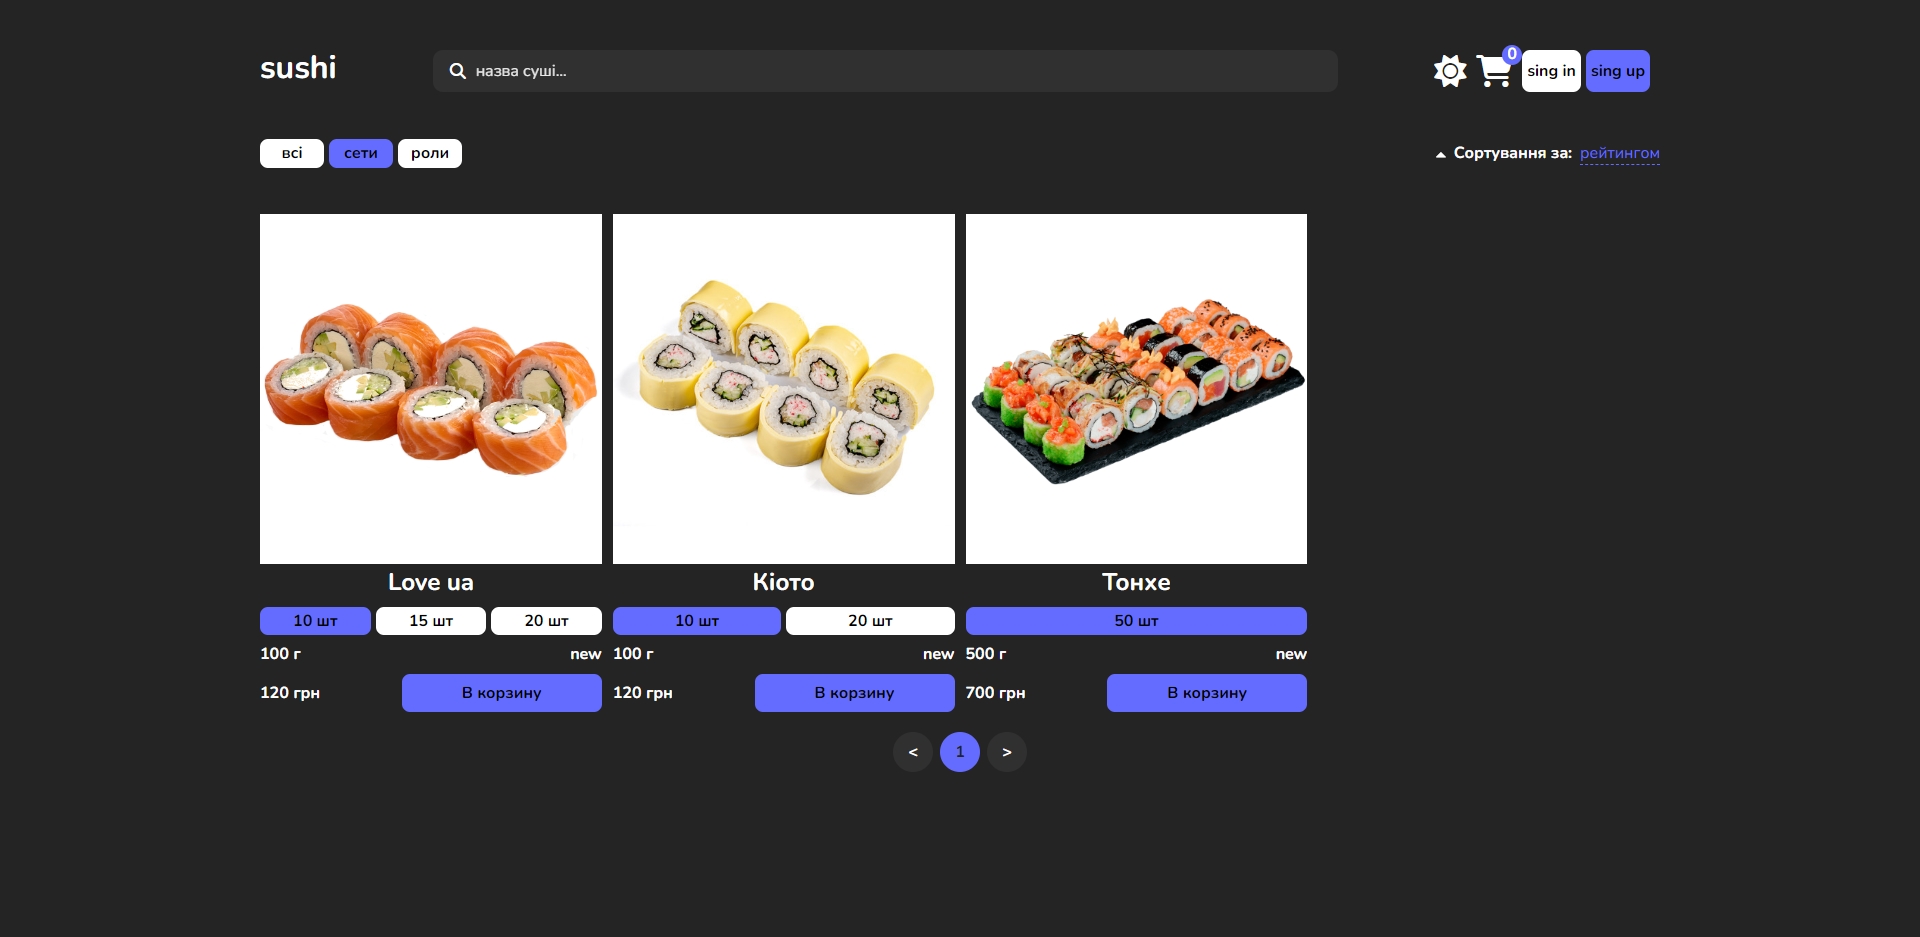 sushi
назва суші...
0
sing in
sing up
всі
сети
роли
Сортування за: рейтингом
Love ua
Кіото
Тонхе
10 шт
15 шт
20 шт
10 шт
20 шт
50 шт
100 г
new
100 г
new
500 г
new
120 грн
В корзину
120 грн
В корзину
700 грн
В корзину
< 1 >